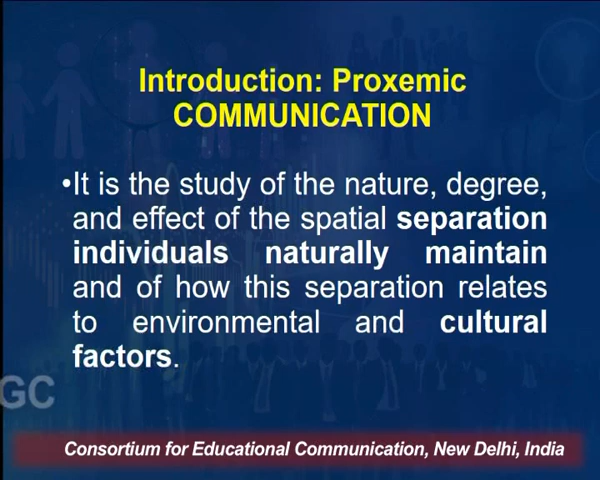 Introduction: Proxemic
COMMUNICATION
•It is the study of the nature, degree,
and effect of the spatial separation
individuals naturally maintain
and of how this separation relates
to environmental and cultural
factors.
GC
Consortium for Educational Communication, New Delhi, India